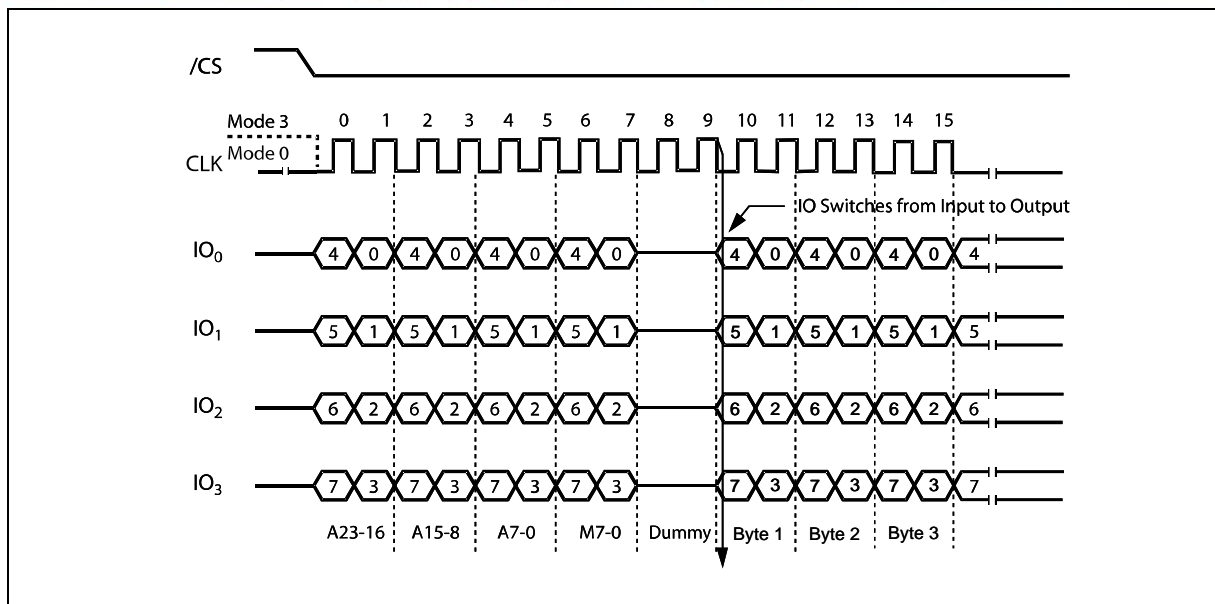 /CS
Mode 3 0 1 2 3 4 5 6 7 8 9 10 11 12 13 14 15
Mode 0
CLK
IO Switches from Input to Output
IO0 4 0 4 0 4 0 4 0 4 0 4 0 4 0 4
IO1 5 1 5 1 5 1 5 1 5 1 5 1 5 1 5
IO2 6 2 6 2 6 2 6 2 6 2 6 2 6 2 6
IO3 7 3 7 3 7 3 7 3 7 3 7 3 7 3 7
A23-16 A15-8 A7-0 M7-0 Dummy Byte 1 Byte 2 Byte 3